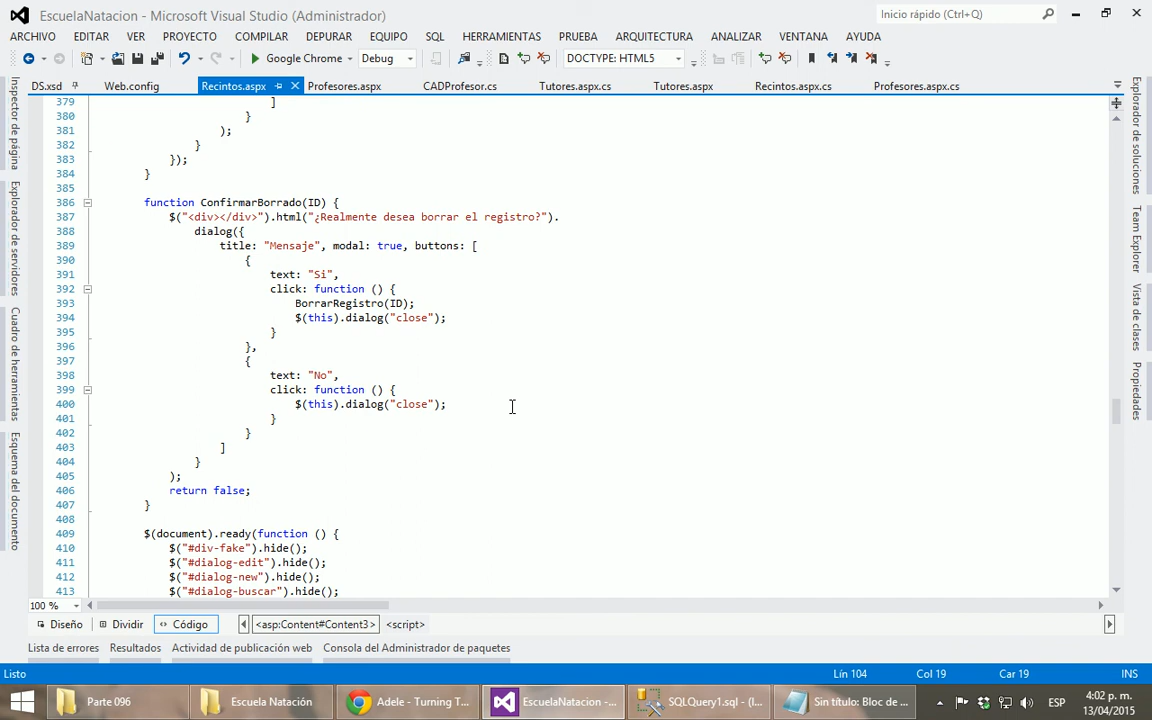 EscuelaNatacion - Microsoft Visual Studio (Administrador)
Inicio rápido (Ctrl+Q)
ARCHIVO EDITAR VER PROYECTO COMPILAR DEPURAR EQUIPO SQL HERRAMIENTAS PRUEBA ARQUITECTURA ANALIZAR VENTANA AYUDA
Google Chrome Debug DOCTYPE: HTML5
DS.xsd Web.config Recintos.aspx Profesores.aspx CADProfesor.cs Tutores.aspx.cs Tutores.aspx Recintos.aspx.cs Profesores.aspx.cs
Inspector de página
Explorador de servidores
Cuadro de herramientas
Esquema del documento
379 ]
380 }
381 );
382 }
383 });
384 }
385
386 function ConfirmarBorrado(ID) {
387 $("<div></div>").html("¿Realmente desea borrar el registro?").
388 dialog({
389 title: "Mensaje", modal: true, buttons: [
390 {
391 text: "Si",
392 click: function () {
393 BorrarRegistro(ID);
394 $(this).dialog("close");
395 }
396 },
397 {
398 text: "No",
399 click: function () {
400 $(this).dialog("close");
401 }
402 }
403 ]
404 }
405 );
406 return false;
407 }
408
409 $(document).ready(function () {
410 $("#div-fake").hide();
411 $("#dialog-edit").hide();
412 $("#dialog-new").hide();
413 $("#dialog-buscar").hide();
Explorador de soluciones
Team Explorer
Vista de clases
Propiedades
100 %
Diseño Dividir Código <asp:Content#Content3> <script>
Lista de errores Resultados Actividad de publicación web Consola del Administrador de paquetes
Listo Lín 104 Col 19 Car 19 INS
Parte 096 Escuela Natación Adele - Turning T... EscuelaNatacion -... SQLQuery1.sql - (l... Sin título: Bloc de ... ESP 4:02 p. m.
13/04/2015